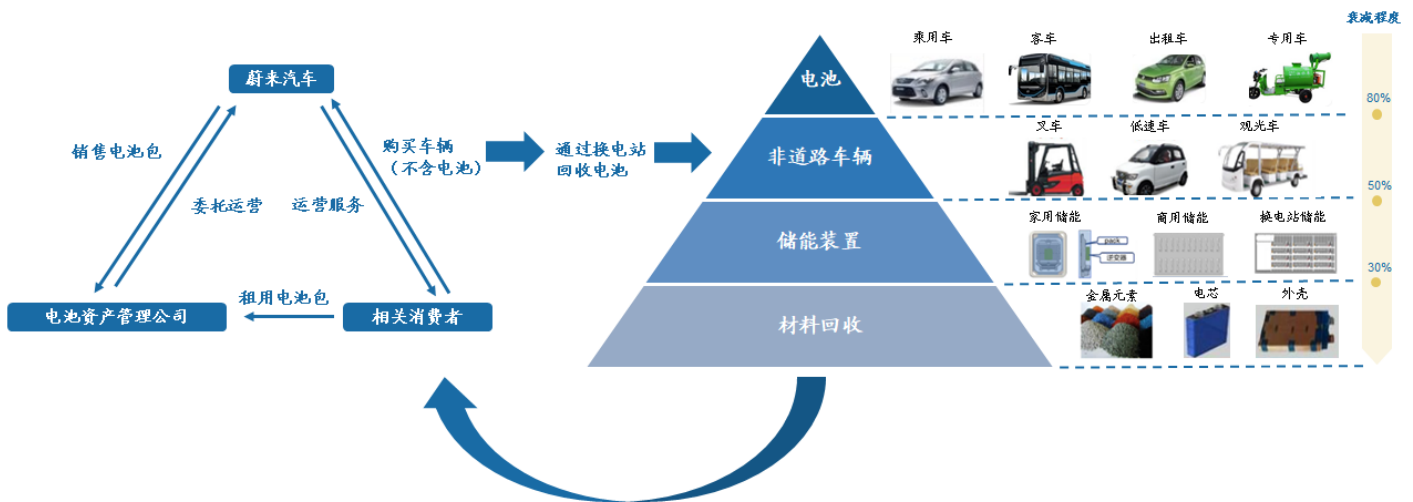 蔚来汽车
销售电池包
委托运营
运营服务
购买车辆
（不含电池）
电池资产管理公司
租用电池包
相关消费者
通过换电站
回收电池
电池
非道路车辆
储能装置
材料回收
乘用车
客车
出租车
专用车
叉车
低速车
观光车
家用储能
商用储能
换电站储能
pack
逆变器
金属元素
电芯
外壳
衰减程度
80%
50%
30%